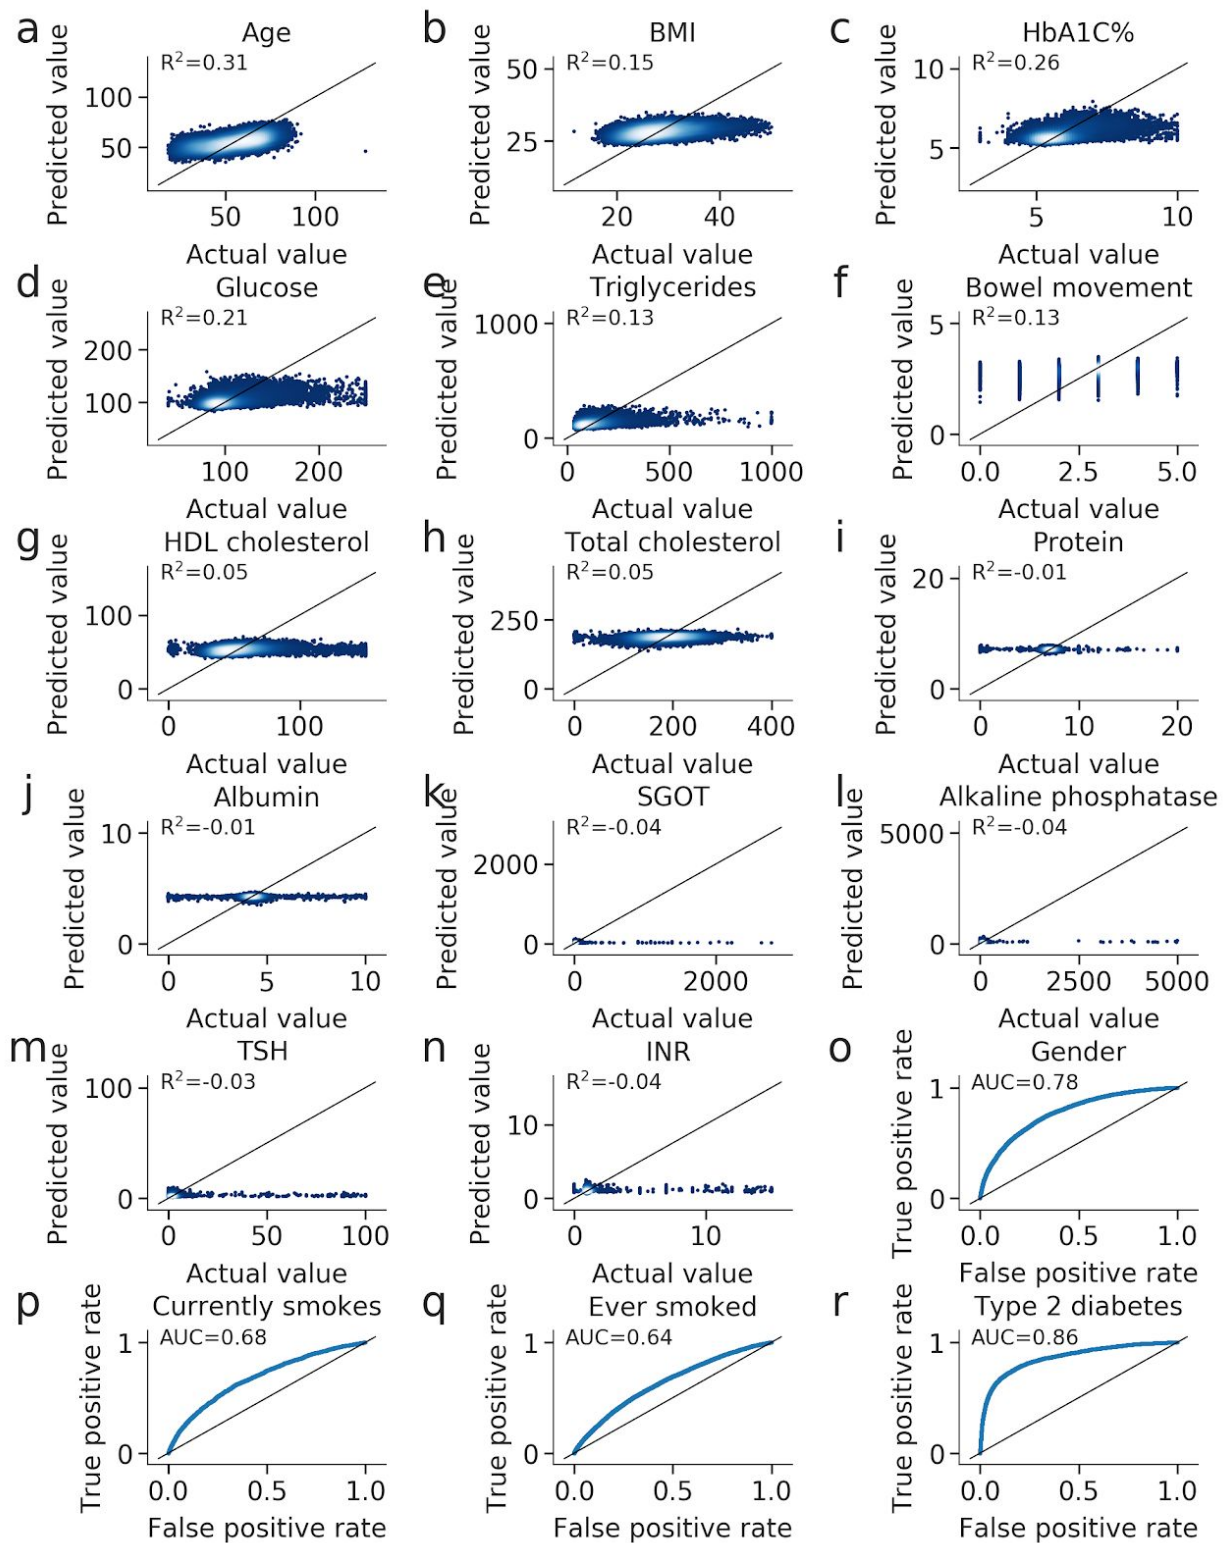 a
Age
Predicted value
R²=0.31
100
50
50 100
Actual value
b
BMI
Predicted value
R²=0.15
50
25
20 40
Actual value
c
HbA1C%
Predicted value
R²=0.26
10
5
5 10
Actual value
d
Glucose
Predicted value
R²=0.21
200
100
100 200
Actual value
e
Triglycerides
Predicted value
R²=0.13
1000
0
0 500 1000
Actual value
f
Bowel movement
Predicted value
R²=0.13
5
0
0.0 2.5 5.0
Actual value
g
HDL cholesterol
Predicted value
R²=0.05
100
0
0 100
Actual value
h
Total cholesterol
Predicted value
R²=0.05
250
0
0 200 400
Actual value
i
Protein
Predicted value
R²=-0.01
20
0
0 10 20
Actual value
j
Albumin
Predicted value
R²=-0.01
10
0
0 5 10
Actual value
k
SGOT
Predicted value
R²=-0.04
2000
0
0 2000
Actual value
l
Alkaline phosphatase
Predicted value
R²=-0.04
5000
0
0 2500 5000
Actual value
m
TSH
Predicted value
R²=-0.03
100
0
0 50 100
Actual value
n
INR
Predicted value
R²=-0.04
10
0
0 10
Actual value
o
Gender
True positive rate
AUC=0.78
1
0
0.0 0.5 1.0
False positive rate
p
Currently smokes
True positive rate
AUC=0.68
1
0
0.0 0.5 1.0
False positive rate
q
Ever smoked
True positive rate
AUC=0.64
1
0
0.0 0.5 1.0
False positive rate
r
Type 2 diabetes
True positive rate
AUC=0.86
1
0
0.0 0.5 1.0
False positive rate